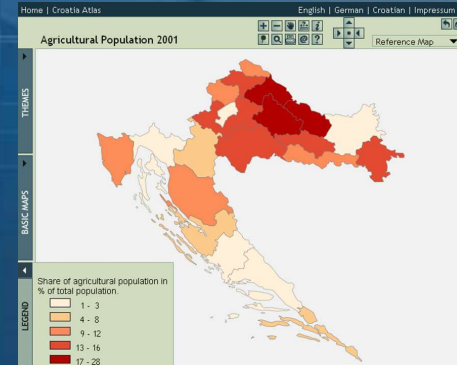 Home | Croatia Atlas
English | German | Croatian | Impressum
Agricultural Population 2001
Reference Map
THEMES
BASIC MAPS
LEGEND
Share of agricultural population in
% of total population.
1 - 3
4 - 8
9 - 12
13 - 16
17 - 28